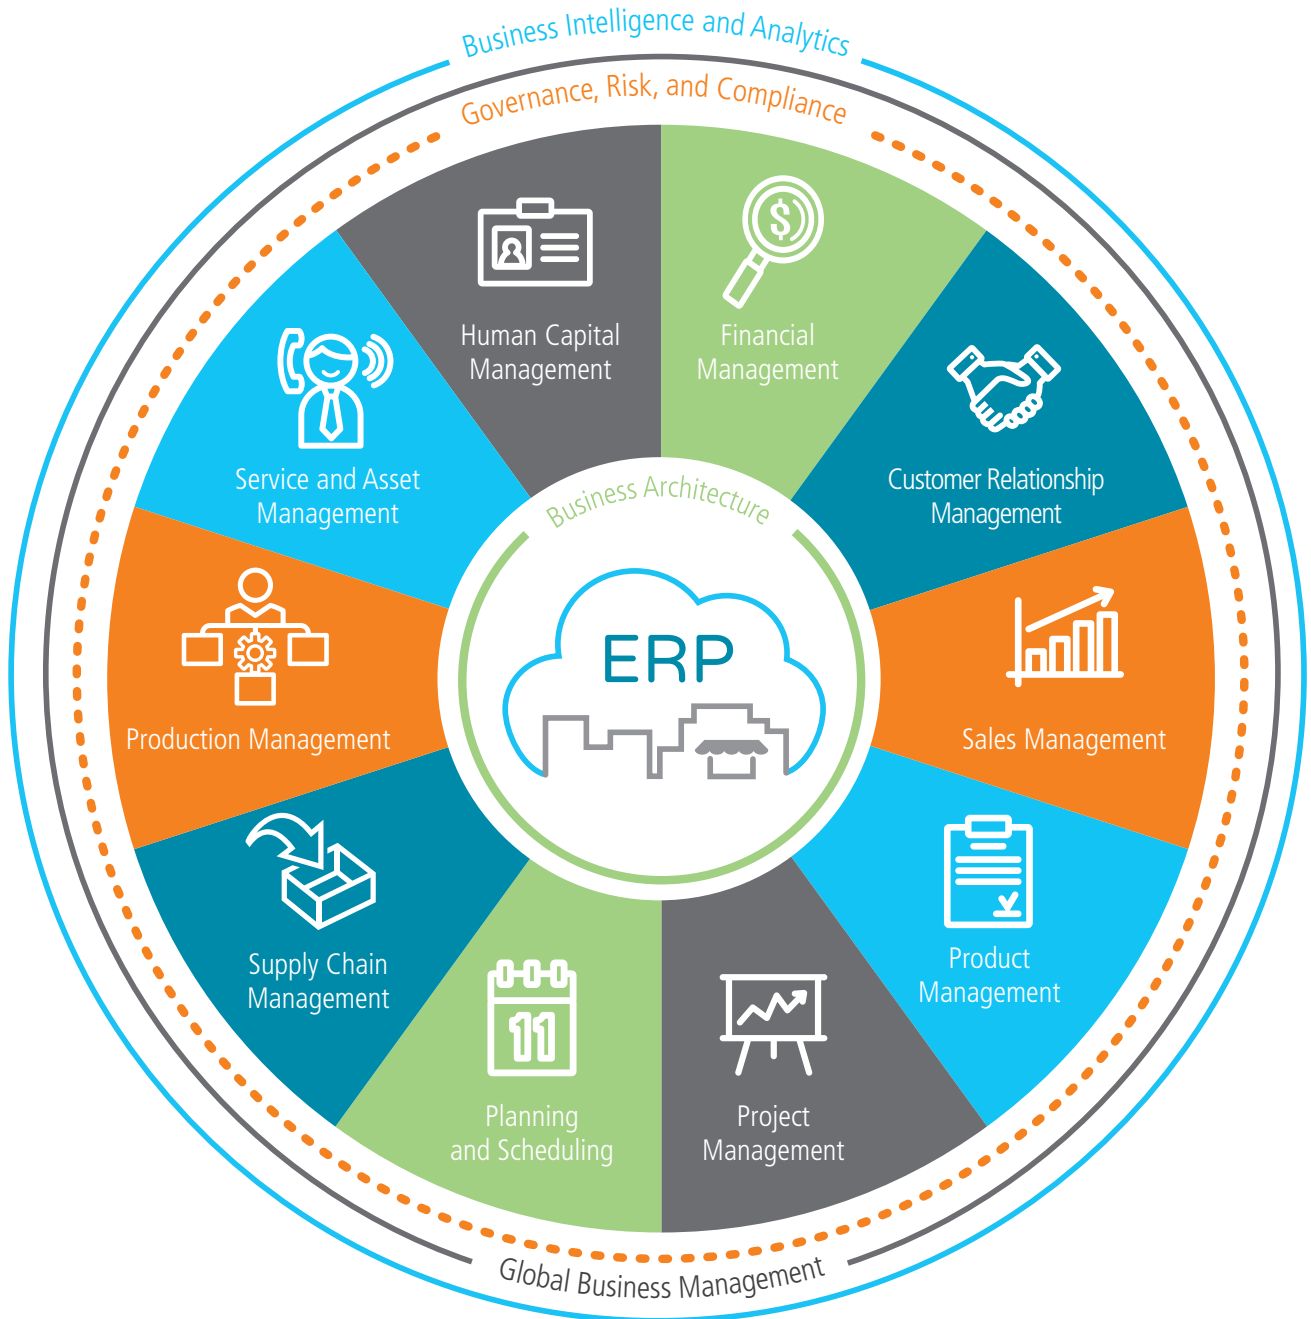 Business Intelligence and Analytics
Governance, Risk, and Compliance
$
Human Capital
Management
Financial
Management
Customer Relationship
Management
Service and Asset
Management
Business Architecture
ERP
Production Management
Sales Management
Supply Chain
Management
Product
Management
11
Planning
and Scheduling
Project
Management
Global Business Management